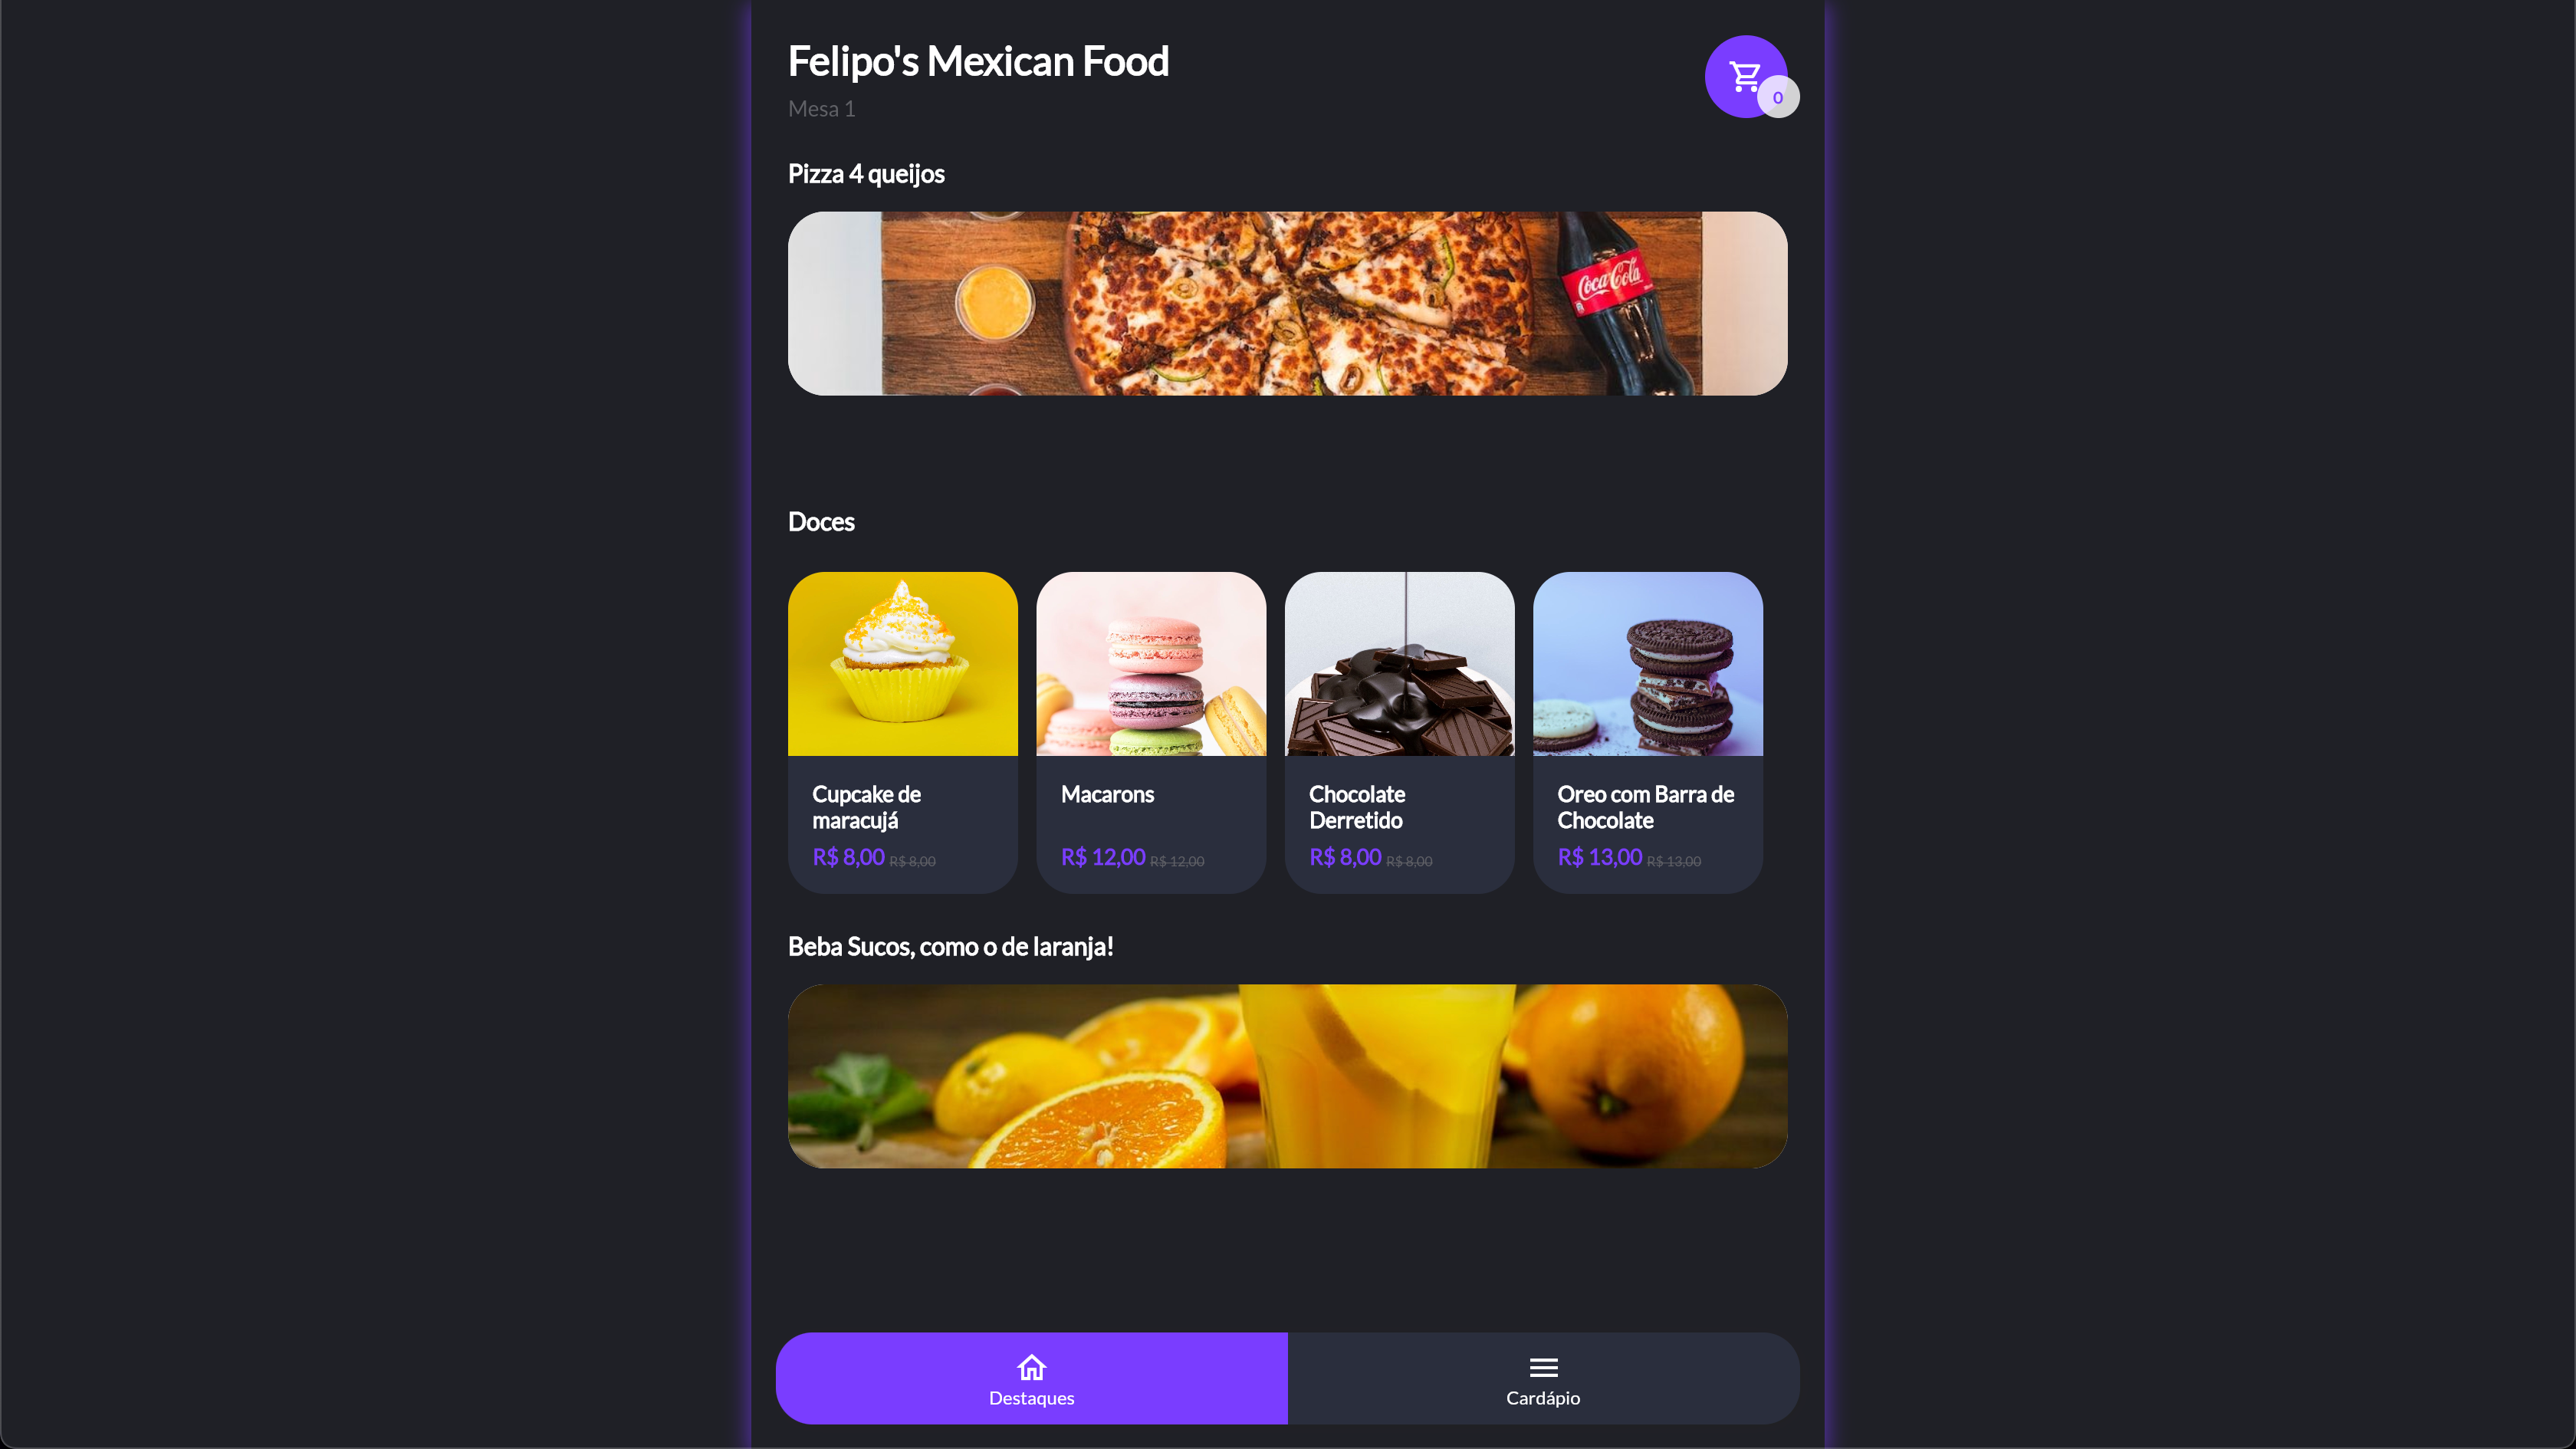 Felipo's Mexican Food
Mesa 1
0
Pizza 4 queijos
Coca-Cola
Doces
Cupcake de
maracujá
R$ 8,00 R$ 8,00
Macarons
R$ 12,00 R$ 12,00
Chocolate
Derretido
R$ 8,00 R$ 8,00
Oreo com Barra de
Chocolate
R$ 13,00 R$ 13,00
Beba Sucos, como o de laranja!
Destaques
Cardápio